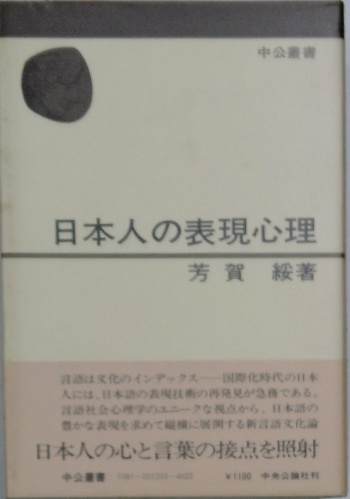 中公叢書
日本人の表現心理
芳賀 綏著
言語は文化のインデックス――国際化時代の日本
人には、日本語の表現技術の再発見が急務である。
言語社会心理学のユニークな視点から、日本語の
豊かな表現を求めて縦横に展開する新言語文化論
日本人の心と言葉の接点を照射
中公叢書
¥1100 中央公論社刊